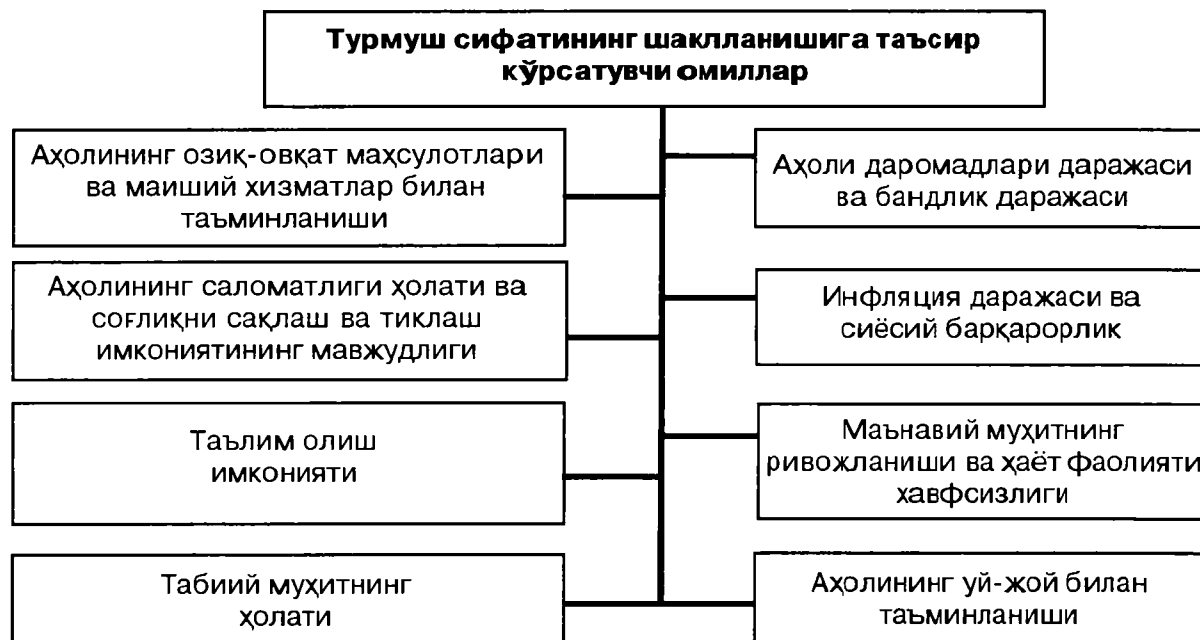 Турмуш сифатининг шаклланишига таъсир
кўрсатувчи омиллар
Аҳолининг озиқ-овқат маҳсулотлари
ва маиший хизматлар билан
таъминланиши
Аҳоли даромадлари даражаси
ва бандлик даражаси
Аҳолининг саломатлиги ҳолати ва
соғлиқни сақлаш ва тиклаш
имкониятининг мавжудлиги
Инфляция даражаси ва
сиёсий барқарорлик
Таълим олиш
имконияти
Маънавий муҳитнинг
ривожланиши ва ҳаёт фаолияти
хавфсизлиги
Табиий муҳитнинг
ҳолати
Аҳолининг уй-жой билан
таъминланиши